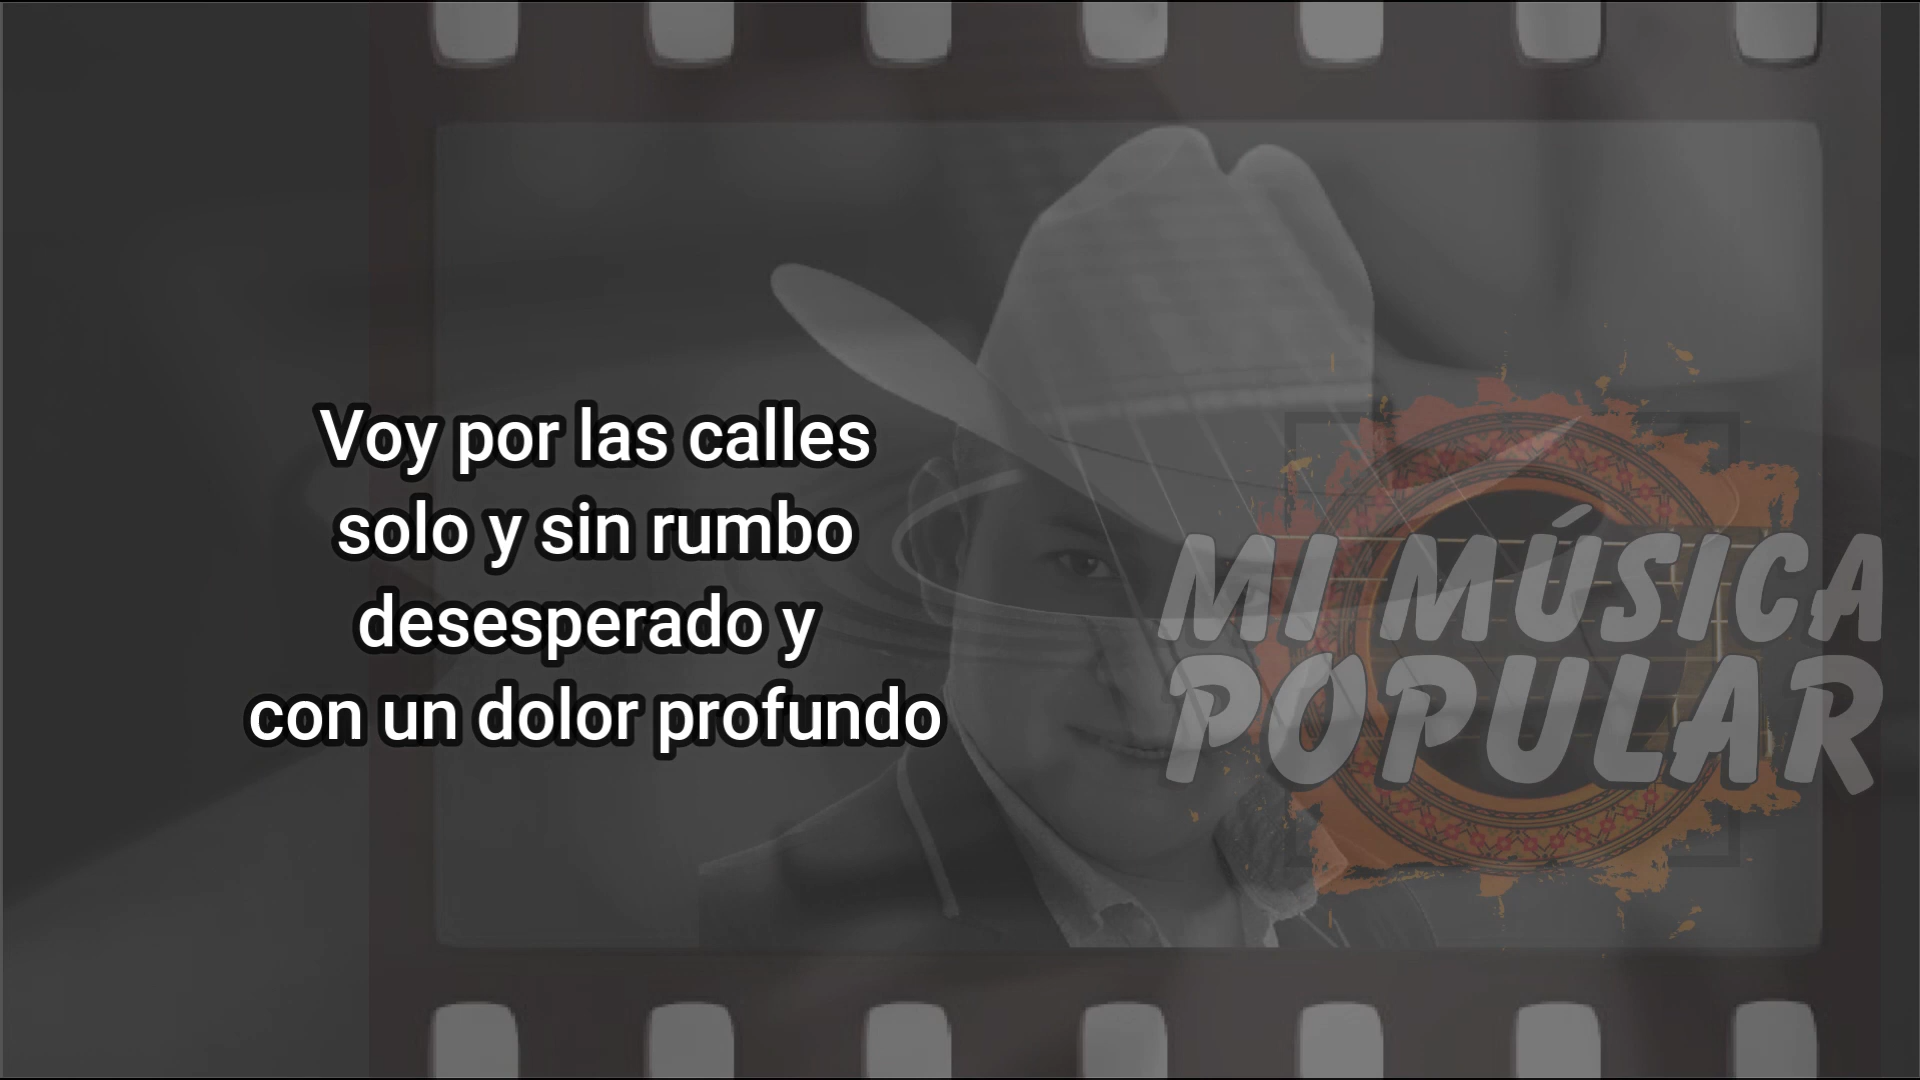 Voy por las calles
solo y sin rumbo
desesperado y
con un dolor profundo
MI MÚSICA
POPULAR